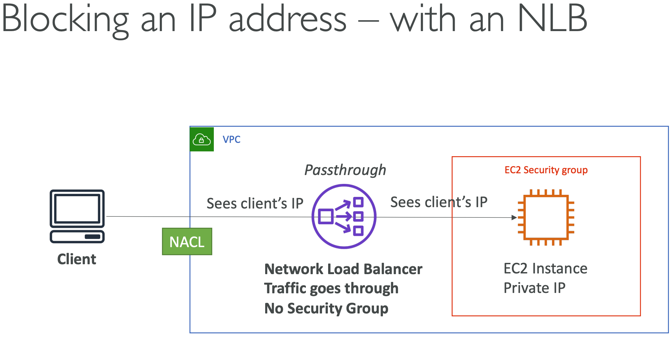 Blocking an IP address – with an NLB
VPC
Passthrough
EC2 Security group
Sees client's IP
Sees client's IP
NACL
Client
Network Load Balancer
Traffic goes through
No Security Group
EC2 Instance
Private IP